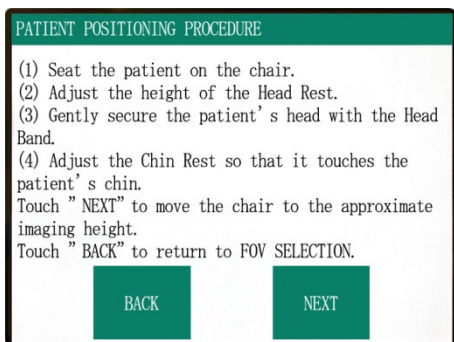 PATIENT POSITIONING PROCEDURE
(1) Seat the patient on the chair.
(2) Adjust the height of the Head Rest.
(3) Gently secure the patient's head with the Head
Band.
(4) Adjust the Chin Rest so that it touches the
patient's chin.
Touch "NEXT" to move the chair to the approximate
imaging height.
Touch "BACK" to return to FOV SELECTION.
BACK
NEXT